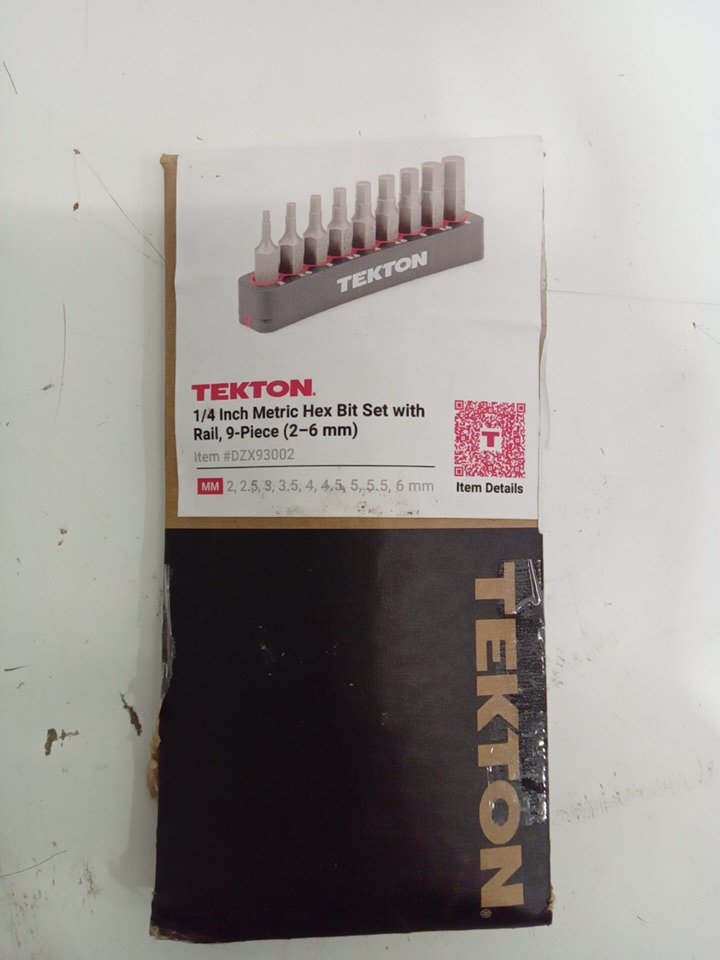 TEKTON
TEKTON®
1/4 Inch Metric Hex Bit Set with
Rail, 9-Piece (2–6 mm)
Item #DZX93002
MM 2, 2.5, 3, 3.5, 4, 4.5, 5, 5.5, 6 mm
T
Item Details
TEKTON®